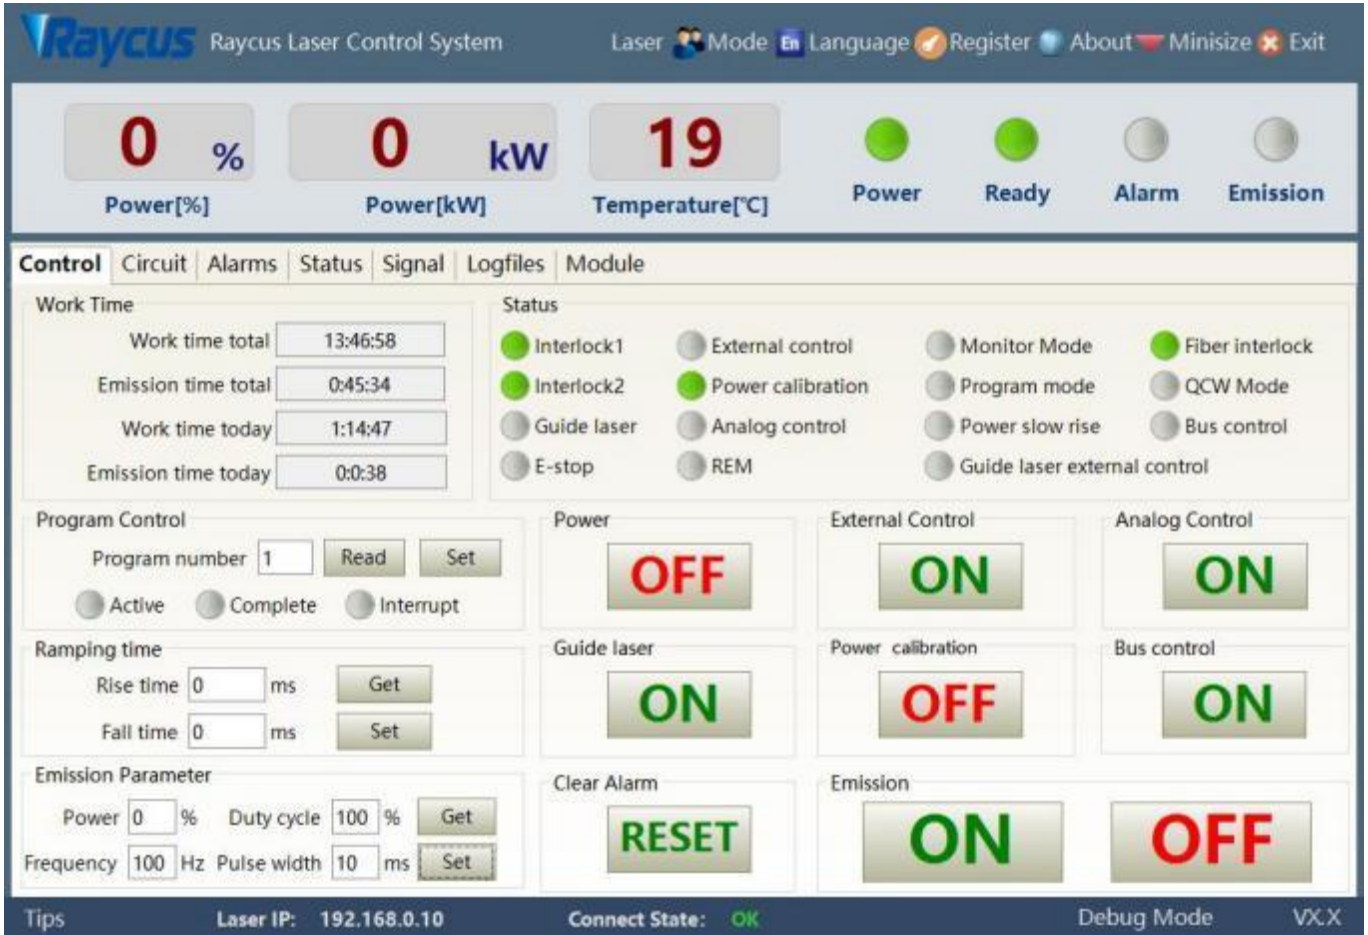 Raycus Raycus Laser Control System Laser Mode En Language Register About Minisize Exit
0 % 0 kW 19
Power[%] Power[kW] Temperature[℃] Power Ready Alarm Emission
Control Circuit Alarms Status Signal Logfiles Module
Work Time
Work time total 13:46:58
Emission time total 0:45:34
Work time today 1:14:47
Emission time today 0:0:38
Status
Interlock1 External control Monitor Mode Fiber interlock
Interlock2 Power calibration Program mode QCW Mode
Guide laser Analog control Power slow rise Bus control
E-stop REM Guide laser external control
Program Control
Program number 1 Read Set
Active Complete Interrupt
Power
OFF
External Control
ON
Analog Control
ON
Ramping time
Rise time 0 ms Get
Fall time 0 ms Set
Guide laser
ON
Power calibration
OFF
Bus control
ON
Emission Parameter
Power 0 % Duty cycle 100 % Get
Frequency 100 Hz Pulse width 10 ms Set
Clear Alarm
RESET
Emission
ON OFF
Tips Laser IP: 192.168.0.10 Connect State: OK Debug Mode VX.X